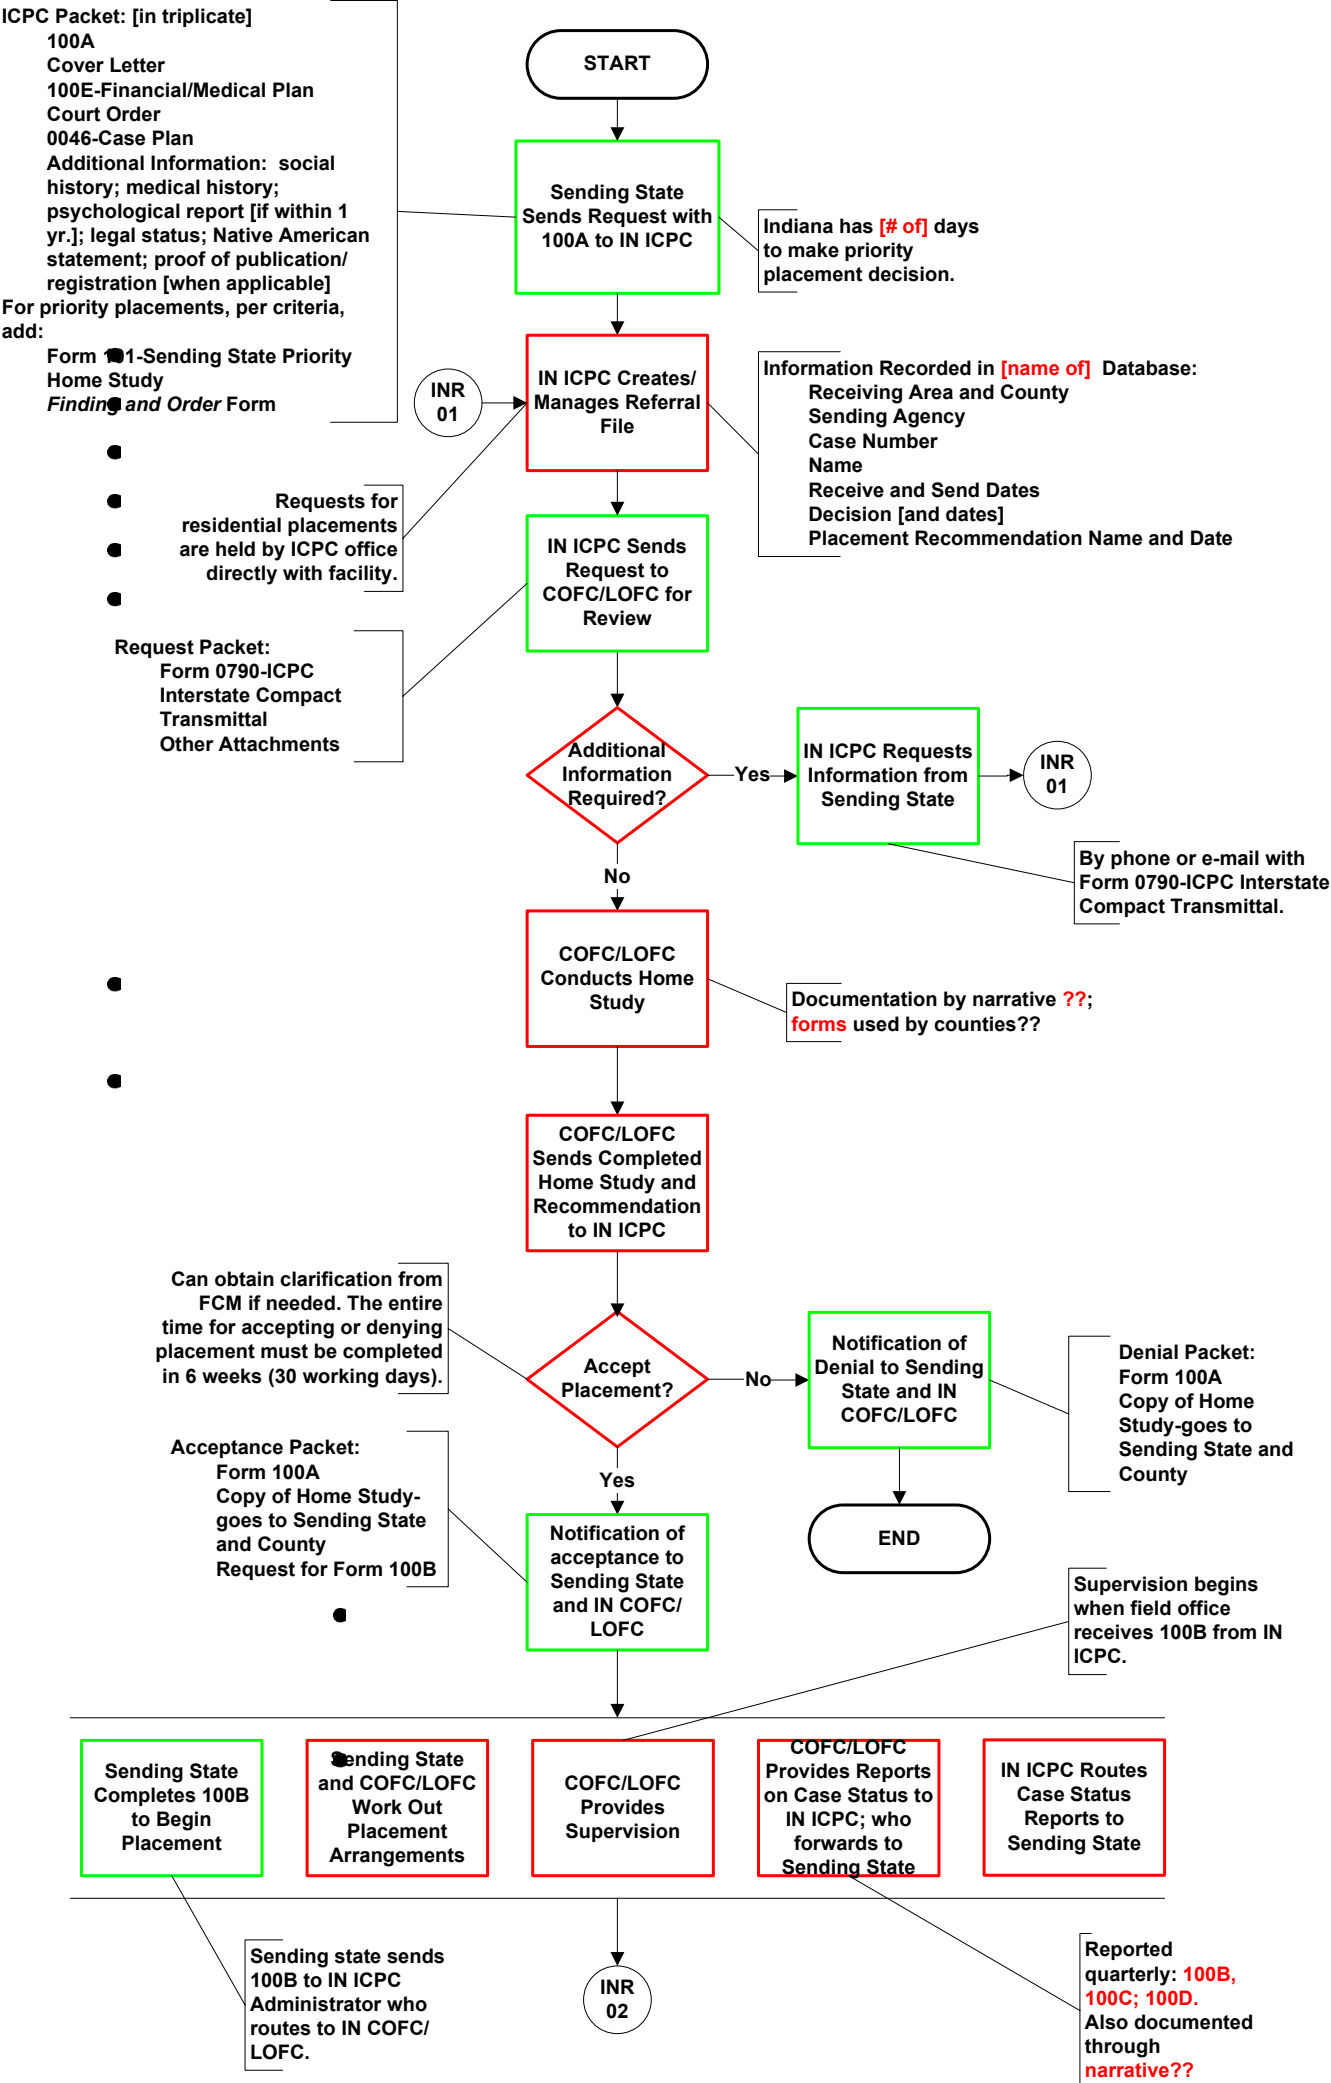 ICPC Packet: [in triplicate]
100A
Cover Letter
100E-Financial/Medical Plan
Court Order
0046-Case Plan
Additional Information: social
history; medical history;
psychological report [if within 1
yr.]; legal status; Native American
statement; proof of publication/
registration [when applicable]
For priority placements, per criteria,
add:
Form 101-Sending State Priority
Home Study
Finding and Order Form
START
Sending State
Sends Request with
100A to IN ICPC
Indiana has [# of] days
to make priority
placement decision.
INR
01
IN ICPC Creates/
Manages Referral
File
Information Recorded in [name of] Database:
Receiving Area and County
Sending Agency
Case Number
Name
Receive and Send Dates
Decision [and dates]
Placement Recommendation Name and Date
Requests for
residential placements
are held by ICPC office
directly with facility.
IN ICPC Sends
Request to
COFC/LOFC for
Review
Request Packet:
Form 0790-ICPC
Interstate Compact
Transmittal
Other Attachments
Additional
Information
Required?
Yes
IN ICPC Requests
Information from
Sending State
INR
01
By phone or e-mail with
Form 0790-ICPC Interstate
Compact Transmittal.
No
COFC/LOFC
Conducts Home
Study
Documentation by narrative ??;
forms used by counties??
COFC/LOFC
Sends Completed
Home Study and
Recommendation
to IN ICPC
Can obtain clarification from
FCM if needed. The entire
time for accepting or denying
placement must be completed
in 6 weeks (30 working days).
Accept
Placement?
No
Notification of
Denial to Sending
State and IN
COFC/LOFC
Denial Packet:
Form 100A
Copy of Home
Study-goes to
Sending State and
County
Acceptance Packet:
Form 100A
Copy of Home Study-
goes to Sending State
and County
Request for Form 100B
Yes
Notification of
acceptance to
Sending State
and IN COFC/
LOFC
END
Supervision begins
when field office
receives 100B from IN
ICPC.
Sending State
Completes 100B
to Begin
Placement
Sending State
and COFC/LOFC
Work Out
Placement
Arrangements
COFC/LOFC
Provides
Supervision
COFC/LOFC
Provides Reports
on Case Status to
IN ICPC; who
forwards to
Sending State
IN ICPC Routes
Case Status
Reports to
Sending State
Sending state sends
100B to IN ICPC
Administrator who
routes to IN COFC/
LOFC.
INR
02
Reported
quarterly: 100B,
100C; 100D.
Also documented
through
narrative??